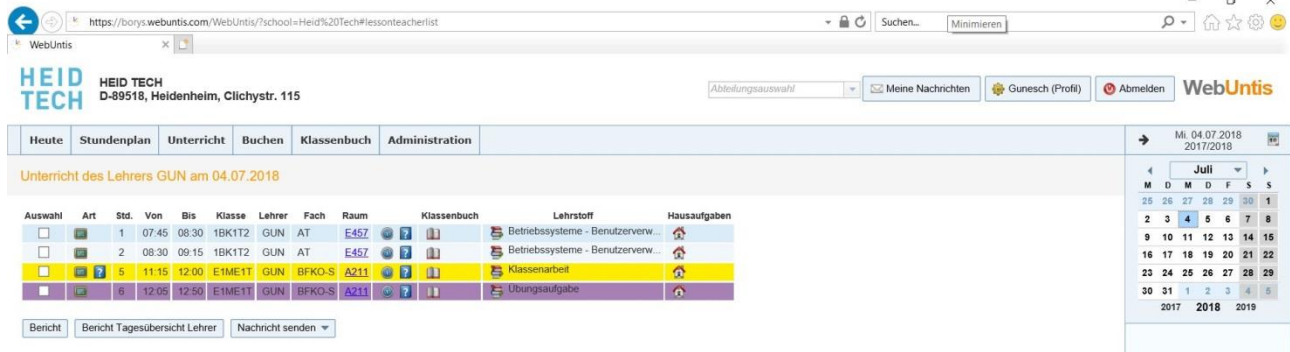 https://borys.webuntis.com/WebUntis/?school=Heid%20Tech#lessonteacherlist
Suchen...
Minimieren
WebUntis
HEID TECH
HEID TECH
D-89518, Heidenheim, Clichystr. 115
Abteilungsauswahl
Meine Nachrichten
Gunesch (Profil)
Abmelden
WebUntis
Heute Stundenplan Unterricht Buchen Klassenbuch Administration
Mi. 04.07.2018
2017/2018
Unterricht des Lehrers GUN am 04.07.2018
Auswahl Art Std. Von Bis Klasse Lehrer Fach Raum Klassenbuch Lehrstoff Hausaufgaben
1 07:45 08:30 1BK1T2 GUN AT E457 ? Betriebssysteme - Benutzerverw...
2 08:30 09:15 1BK1T2 GUN AT E457 ? Betriebssysteme - Benutzerverw...
? 5 11:15 12:00 E1ME1T GUN BFKO-S A211 ? Klassenarbeit
6 12:05 12:50 E1ME1T GUN BFKO-S A211 ? Übungsaufgabe
Bericht Bericht Tagesübersicht Lehrer Nachricht senden
Juli
M D M D F S S
25 26 27 28 29 30 1
2 3 4 5 6 7 8
9 10 11 12 13 14 15
16 17 18 19 20 21 22
23 24 25 26 27 28 29
30 31 1 2 3 4 5
2017 2018 2019